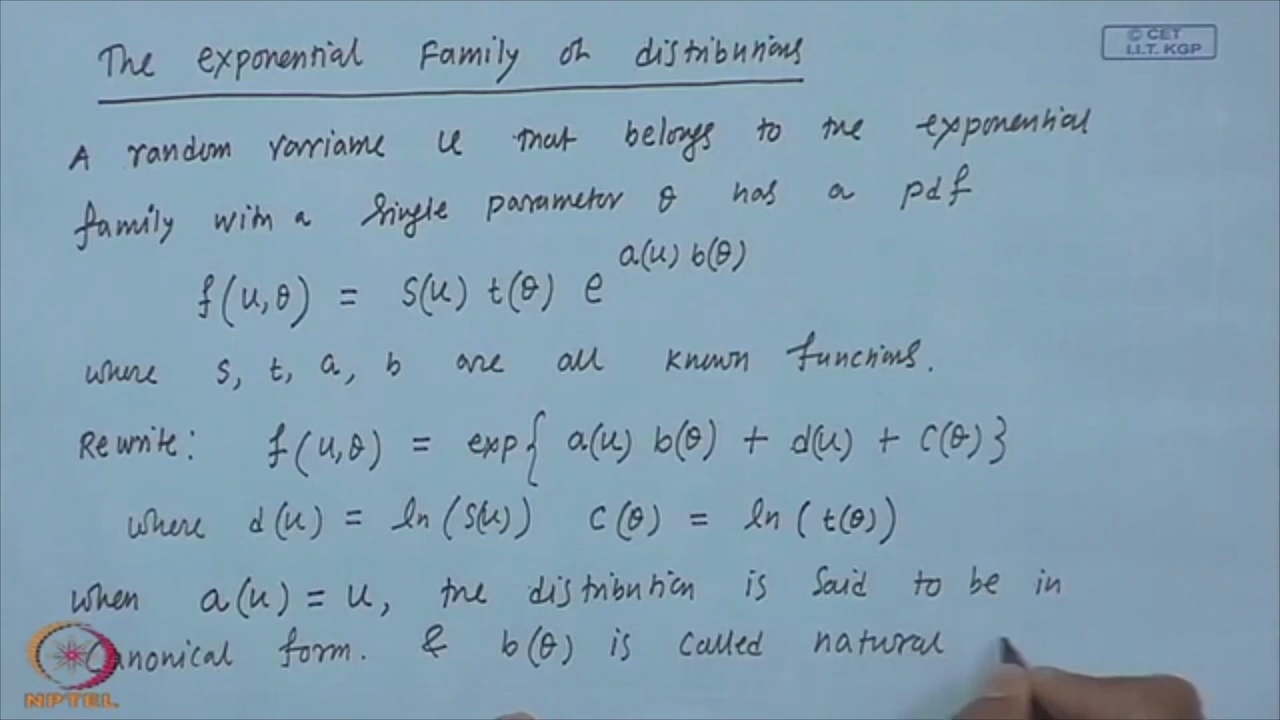 © CET
I.I.T. KGP
The exponential Family of distributions
A random variable u that belongs to the exponential
family with a single parameter θ has a pdf
f(u,θ) = s(u) t(θ) e^{a(u) b(θ)}
where s, t, a, b are all known functions.
Rewrite: f(u,θ) = exp{ a(u) b(θ) + d(u) + c(θ)}
where d(u) = ln(s(u)) c(θ) = ln(t(θ))
when a(u) = u, the distribution is said to be in
Canonical form. & b(θ) is called natural
NPTEL